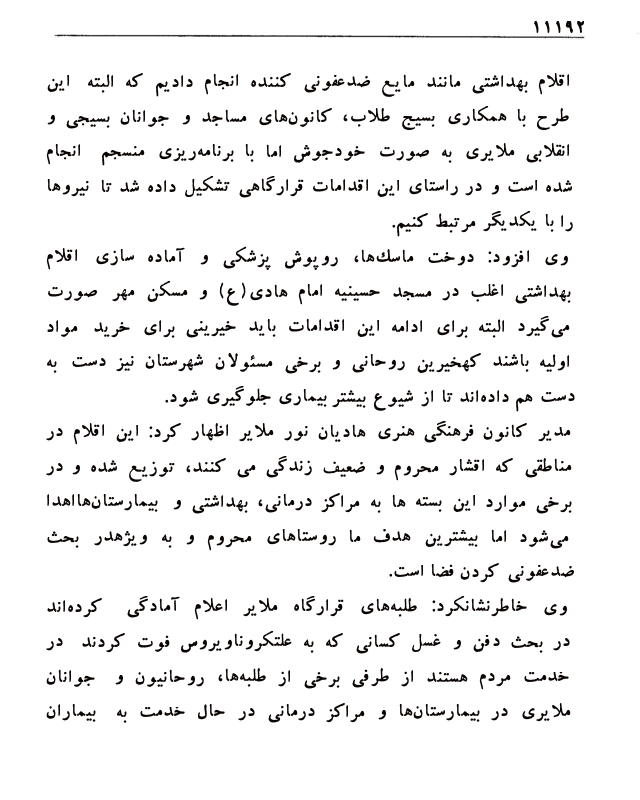 ۱۱۱۹۲
اقلام بهداشتی مانند مایع ضدعفونی کننده انجام دادیم که البته این
طرح با همکاری بسیج طلاب، کانون‌های مساجد و جوانان بسیجی و
انقلابی ملایری به صورت خودجوش اما با برنامه‌ریزی منسجم انجام
شده است و در راستای این اقدامات قرارگاهی تشکیل داده شد تا نیروها
را با یکدیگر مرتبط کنیم.
وی افزود: دوخت ماسک‌ها، روپوش پزشکی و آماده سازی اقلام
بهداشتی اغلب در مسجد حسینیه امام هادی(ع) و مسکن مهر صورت
می‌گیرد البته برای ادامه این اقدامات باید خیرینی برای خرید مواد
اولیه باشند کهخیرین روحانی و برخی مسئولان شهرستان نیز دست به
دست هم داده‌اند تا از شیوع بیشتر بیماری جلوگیری شود.
مدیر کانون فرهنگی هنری هادیان نور ملایر اظهار کرد: این اقلام در
مناطقی که اقشار محروم و ضعیف زندگی می کنند، توزیع شده و در
برخی موارد این بسته ها به مراکز درمانی، بهداشتی و بیمارستان‌هااهدا
می‌شود اما بیشترین هدف ما روستاهای محروم و به ویژهدر بحث
ضدعفونی کردن فضا است.
وی خاطرنشانکرد: طلبه‌های قرارگاه ملایر اعلام آمادگی کرده‌اند
در بحث دفن و غسل کسانی که به علتکروناویروس فوت کردند در
خدمت مردم هستند از طرفی برخی از طلبه‌ها، روحانیون و جوانان
ملایری در بیمارستان‌ها و مراکز درمانی در حال خدمت به بیماران